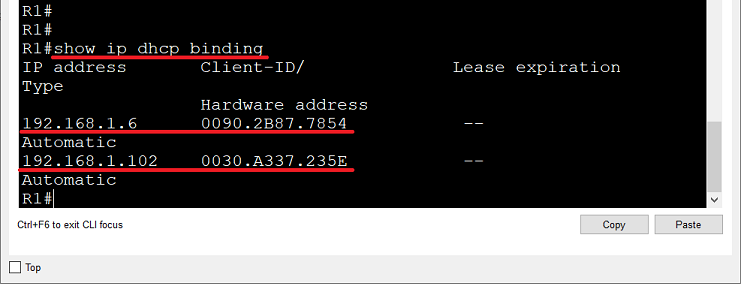 R1#
R1#
R1#show ip dhcp binding
IP address Client-ID/ Lease expiration
Type
Hardware address
192.168.1.6 0090.2B87.7854 --
Automatic
192.168.1.102 0030.A337.235E --
Automatic
R1#
Ctrl+F6 to exit CLI focus Copy Paste
Top